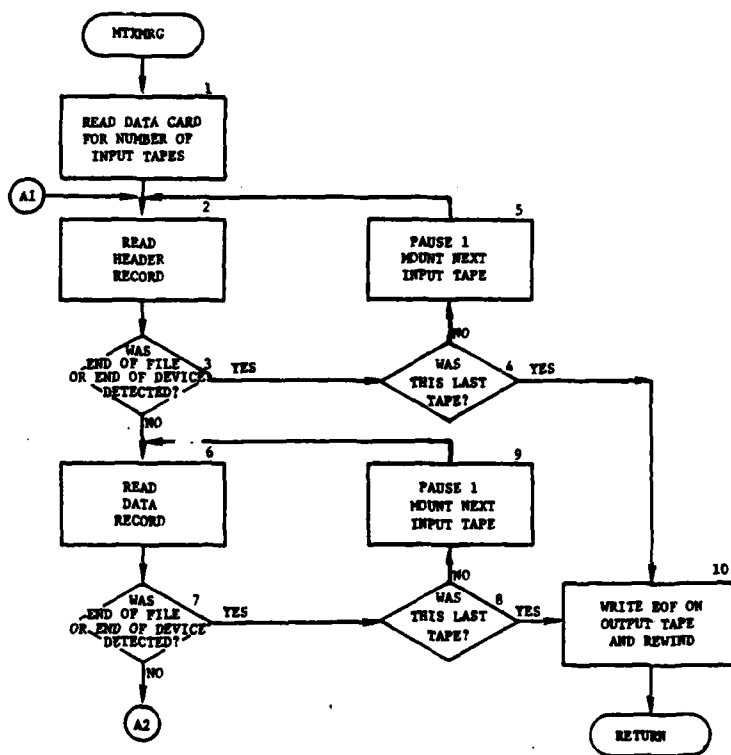 MTXMRG
1
READ DATA CARD
FOR NUMBER OF
INPUT TAPES
A1
2
READ
HEADER
RECORD
5
PAUSE 1
MOUNT NEXT
INPUT TAPE
NO
WAS
END OF FILE
OR END OF DEVICE
DETECTED?
3
YES
NO
WAS
THIS LAST
TAPE?
4
YES
6
READ
DATA
RECORD
9
PAUSE 1
MOUNT NEXT
INPUT TAPE
NO
WAS
END OF FILE
OR END OF DEVICE
DETECTED?
7
YES
NO
WAS
THIS LAST
TAPE?
8
YES
10
WRITE EOF ON
OUTPUT TAPE
AND REWIND
A2
RETURN